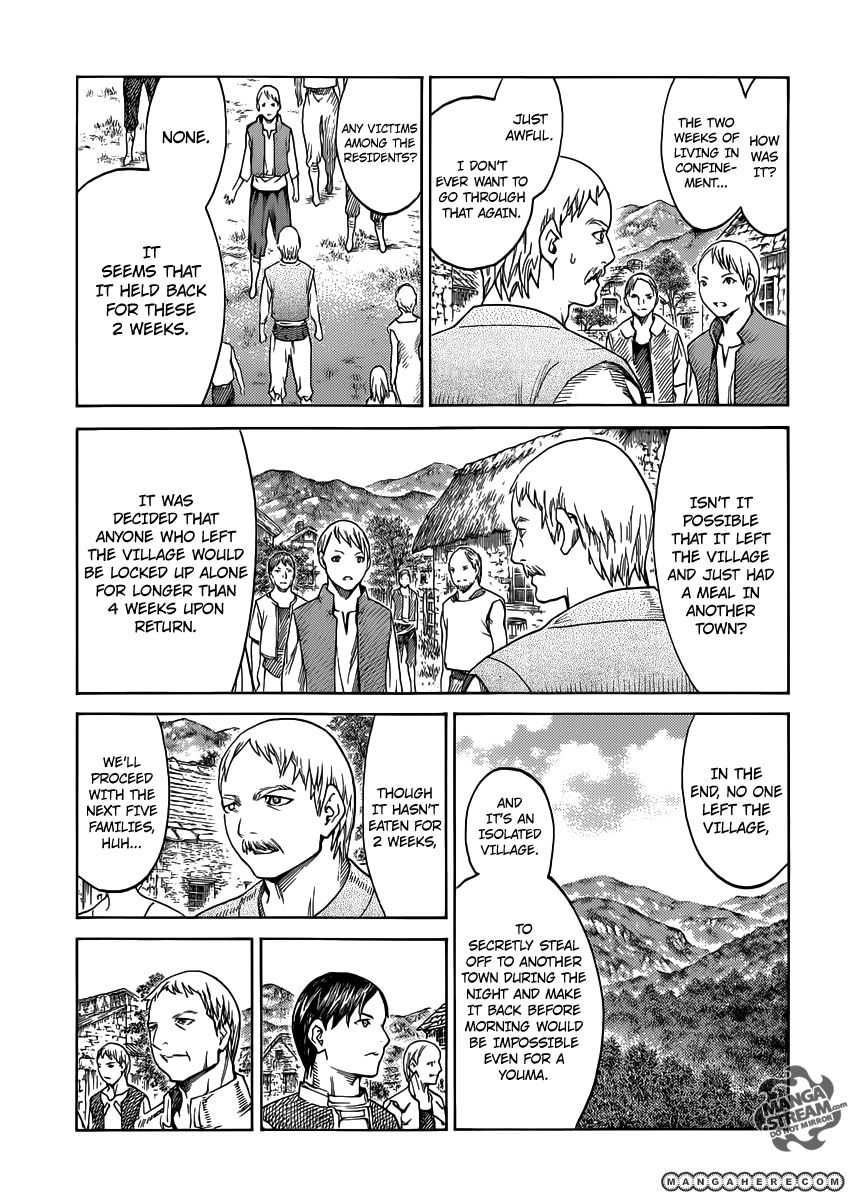 HOW
WAS
IT?
THE TWO
WEEKS OF
LIVING IN
CONFINE-
MENT...
JUST
AWFUL.
I DON'T
EVER WANT TO
GO THROUGH
THAT AGAIN.
ANY VICTIMS
AMONG THE
RESIDENTS?
NONE.
IT
SEEMS THAT
IT HELD BACK
FOR THESE
2 WEEKS.
ISN'T IT
POSSIBLE
THAT IT LEFT
THE VILLAGE
AND JUST HAD
A MEAL IN
ANOTHER
TOWN?
IT WAS
DECIDED THAT
ANYONE WHO LEFT
THE VILLAGE WOULD
BE LOCKED UP ALONE
FOR LONGER THAN
4 WEEKS UPON
RETURN.
IN THE
END, NO ONE
LEFT THE
VILLAGE,
AND
IT'S AN
ISOLATED
VILLAGE.
TO
SECRETLY STEAL
OFF TO ANOTHER
TOWN DURING THE
NIGHT AND MAKE
IT BACK BEFORE
MORNING WOULD
BE IMPOSSIBLE
EVEN FOR A
YOUMA.
THOUGH
IT HASN'T
EATEN FOR
2 WEEKS,
WE'LL
PROCEED
WITH THE
NEXT FIVE
FAMILIES,
HUH...
MANGA
STREAM.com
DO NOT MIRROR
MANGAHERE.COM